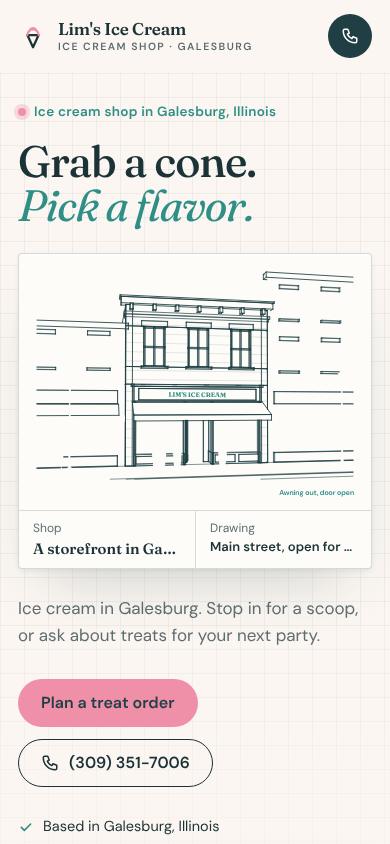 Lim's Ice Cream
ICE CREAM SHOP · GALESBURG
Ice cream shop in Galesburg, Illinois
Grab a cone.
Pick a flavor.
LIM'S ICE CREAM
Awning out, door open
Shop
A storefront in Ga...
Drawing
Main street, open for ...
Ice cream in Galesburg. Stop in for a scoop,
or ask about treats for your next party.
Plan a treat order
(309) 351-7006
Based in Galesburg, Illinois